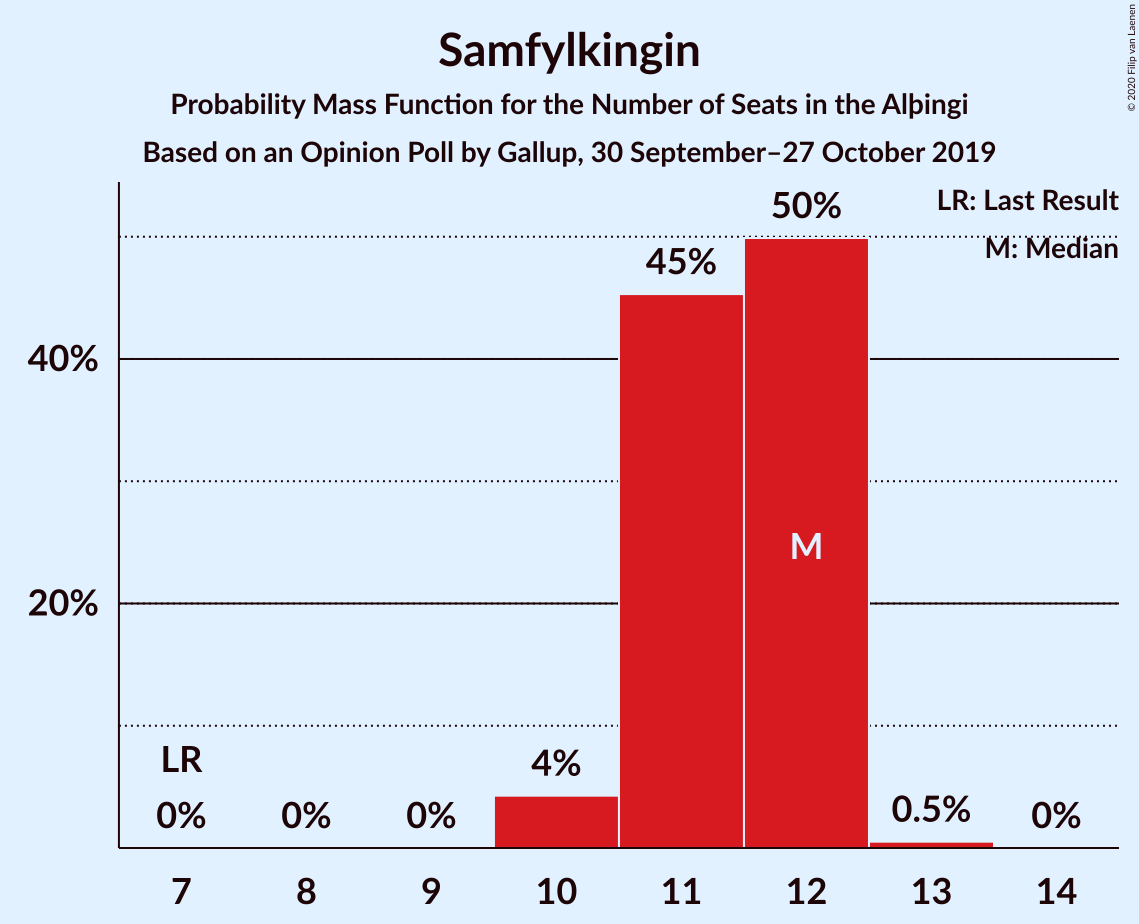 Samfylkingin
Probability Mass Function for the Number of Seats in the Alþingi
Based on an Opinion Poll by Gallup, 30 September–27 October 2019
© 2020 Filip van Laenen
LR: Last Result
M: Median
50%
45%
40%
M
20%
LR
4%
0%
0%
0%
0.5%
0%
7 8 9 10 11 12 13 14